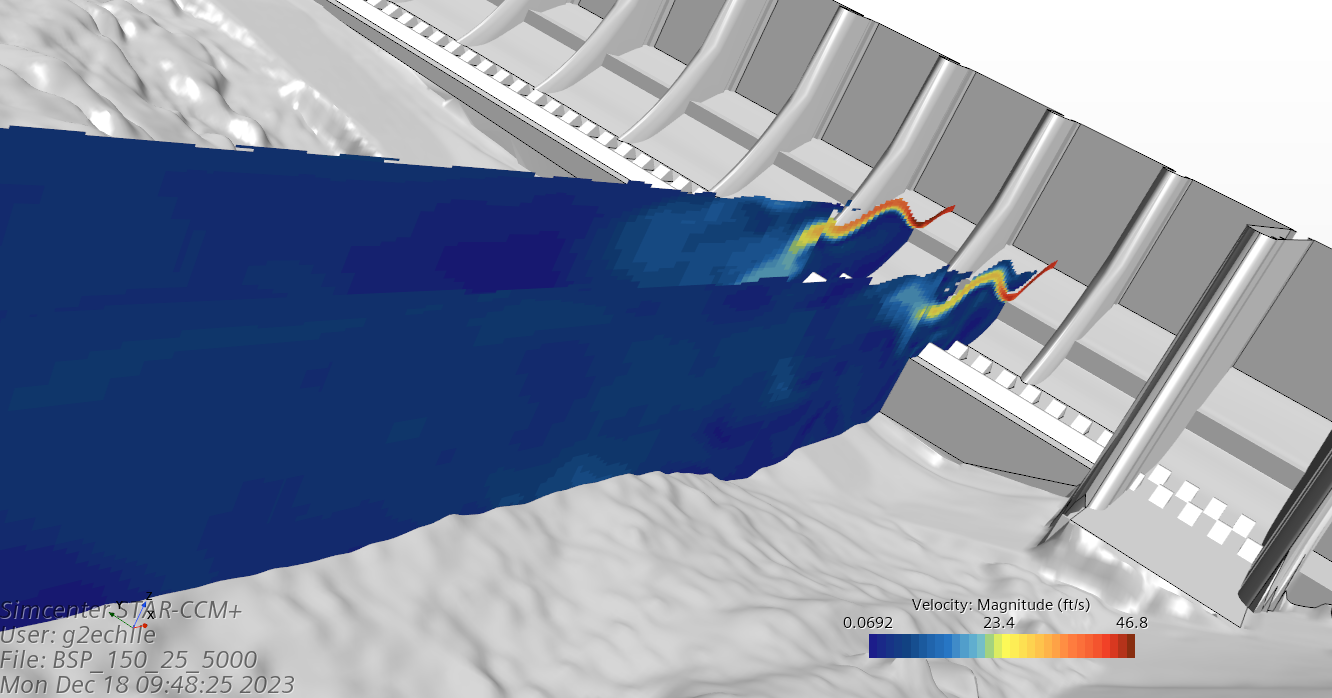 Z
Y
X
Simcenter STAR-CCM+
User: g2echlle
File: BSP_150_25_5000
Mon Dec 18 09:48:25 2023
Velocity: Magnitude (ft/s)
0.0692 23.4 46.8